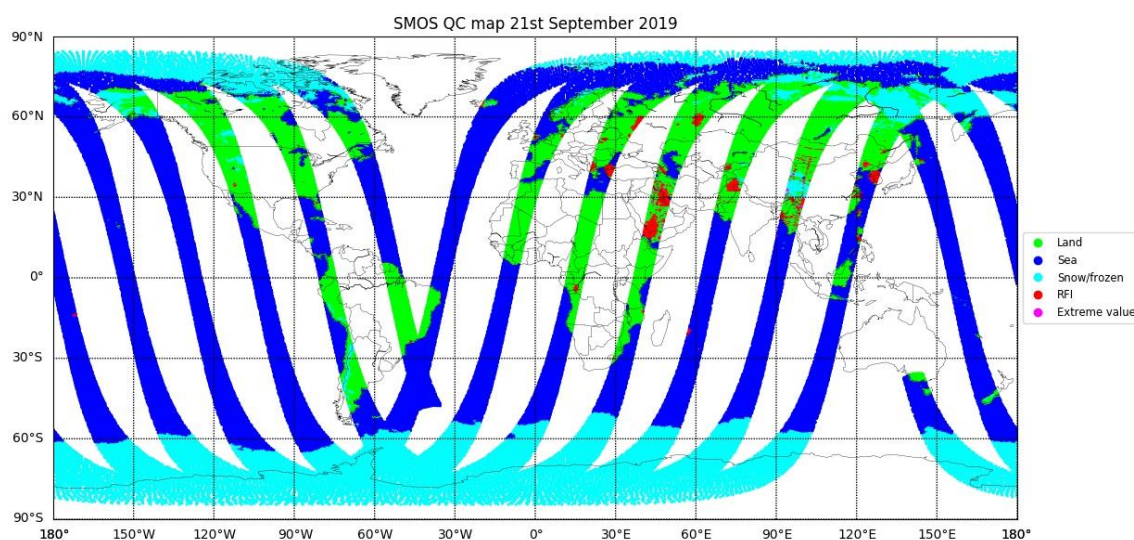 SMOS QC map 21st September 2019
90°N
60°N
30°N
0°
30°S
60°S
90°S
180° 150°W 120°W 90°W 60°W 30°W 0° 30°E 60°E 90°E 120°E 150°E 180°
Land
Sea
Snow/frozen
RFI
Extreme value